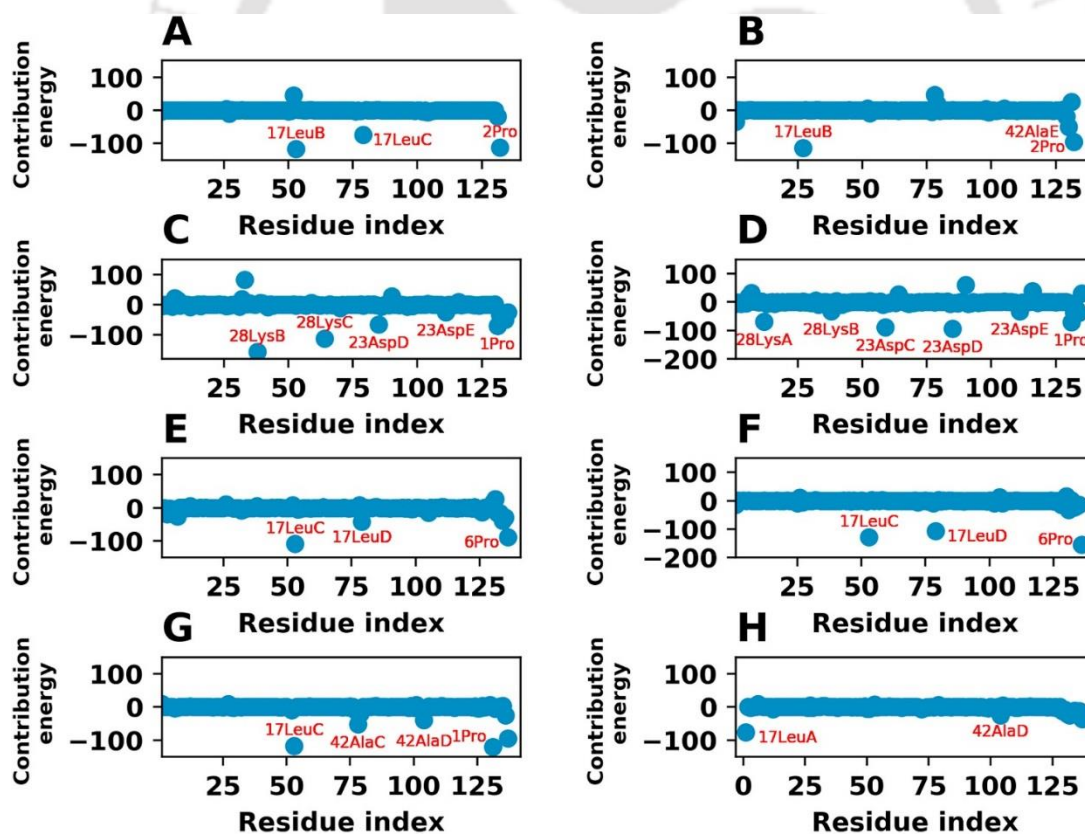 A
Contribution
energy
100
0
−100
17LeuB
17LeuC
2Pro
25 50 75 100 125
Residue index
B
Contribution
energy
100
0
−100
17LeuB
42AlaE
2Pro
25 50 75 100 125
Residue index
C
Contribution
energy
100
0
−100
28LysB
28LysC
23AspD
23AspE
1Pro
25 50 75 100 125
Residue index
D
Contribution
energy
100
0
−100
−200
28LysA
28LysB
23AspC
23AspD
23AspE
1Pro
25 50 75 100 125
Residue index
E
Contribution
energy
100
0
−100
17LeuC
17LeuD
6Pro
25 50 75 100 125
Residue index
F
Contribution
energy
100
0
−100
−200
17LeuC
17LeuD
6Pro
25 50 75 100 125
Residue index
G
Contribution
energy
100
0
−100
17LeuC
42AlaC
42AlaD
1Pro
25 50 75 100 125
Residue index
H
Contribution
energy
100
0
−100
17LeuA
42AlaD
0 25 50 75 100 125
Residue index